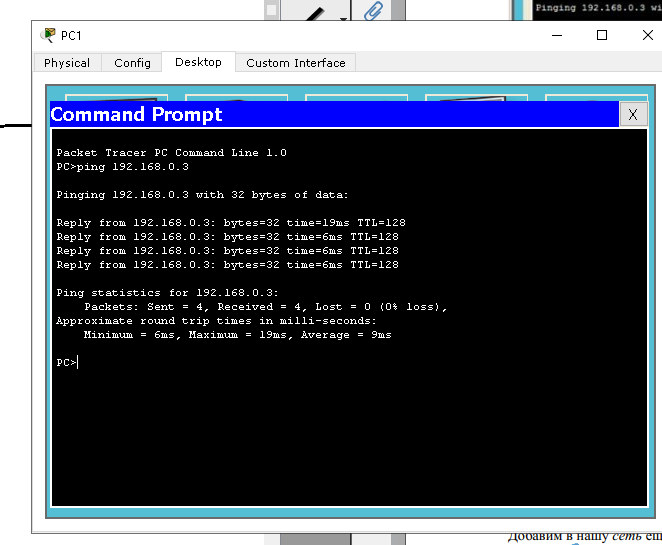 Pinging 192.168.0.3 wi
PC1
Physical Config Desktop Custom Interface
Command Prompt X
Packet Tracer PC Command Line 1.0
PC>ping 192.168.0.3
Pinging 192.168.0.3 with 32 bytes of data:
Reply from 192.168.0.3: bytes=32 time=19ms TTL=128
Reply from 192.168.0.3: bytes=32 time=6ms TTL=128
Reply from 192.168.0.3: bytes=32 time=6ms TTL=128
Reply from 192.168.0.3: bytes=32 time=6ms TTL=128
Ping statistics for 192.168.0.3:
Packets: Sent = 4, Received = 4, Lost = 0 (0% loss),
Approximate round trip times in milli-seconds:
Minimum = 6ms, Maximum = 19ms, Average = 9ms
PC>
Добавим в нашу сеть ещ